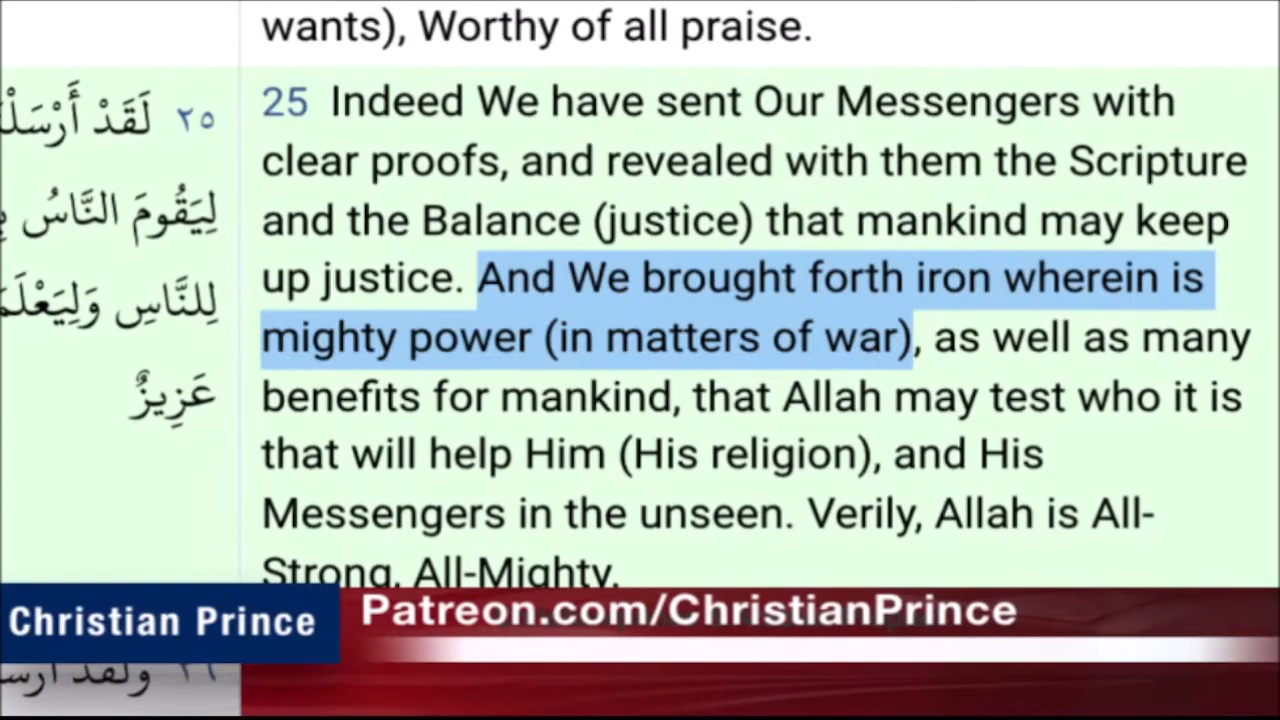 wants), Worthy of all praise.
٢٥ لَقَدْ
25 Indeed We have sent Our Messengers with
clear proofs, and revealed with them the Scripture
لِيَقُومَ النَّاسُ
and the Balance (justice) that mankind may keep
up justice. And We brought forth iron wherein is
لِلنَّاسِ
mighty power (in matters of war), as well as many
عَزِيزٌ
benefits for mankind, that Allah may test who it is
that will help Him (His religion), and His
Messengers in the unseen. Verily, Allah is All-
Strong, All-Mighty.
Christian Prince
Patreon.com/ChristianPrince
٢٦ ولقد